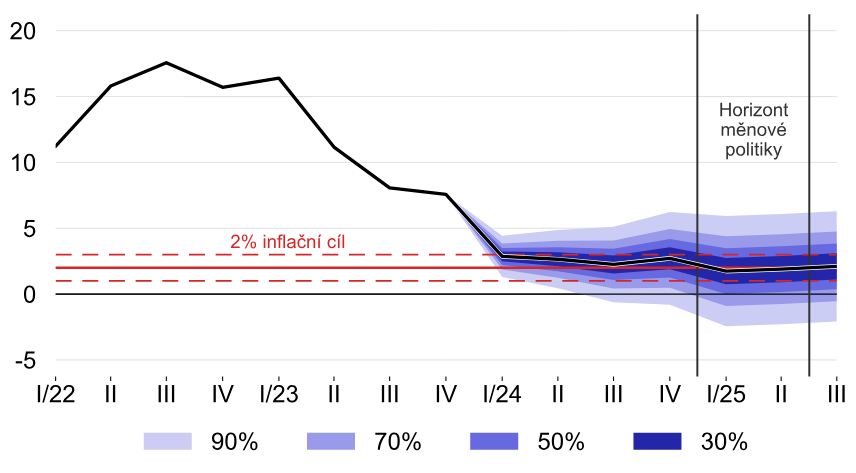 20
15
10
5
0
-5
Horizont
měnové
politiky
2% inflační cíl
I/22 II III IV I/23 II III IV I/24 II III IV I/25 II III
90% 70% 50% 30%